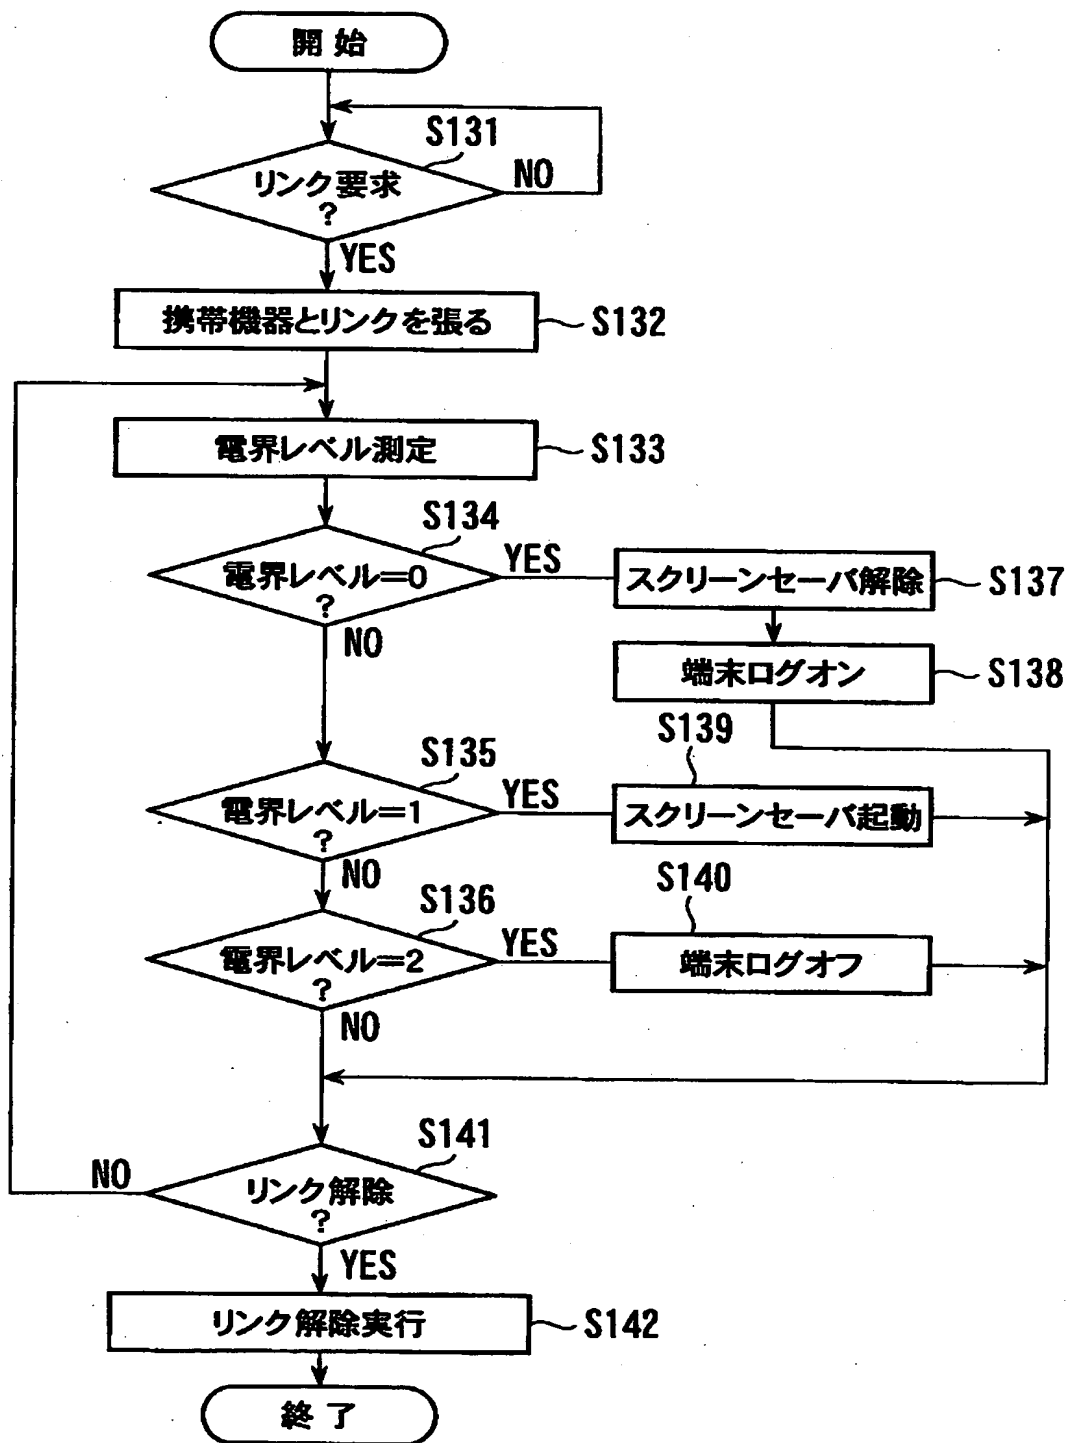 開始
S131
リンク要求
?
NO
YES
携帯機器とリンクを張る
S132
電界レベル測定
S133
S134
電界レベル=0
?
YES
NO
スクリーンセーバ解除
S137
端末ログオン
S138
S135
電界レベル=1
?
YES
NO
S139
スクリーンセーバ起動
S136
電界レベル=2
?
YES
NO
S140
端末ログオフ
S141
リンク解除
?
NO
YES
リンク解除実行
S142
終了